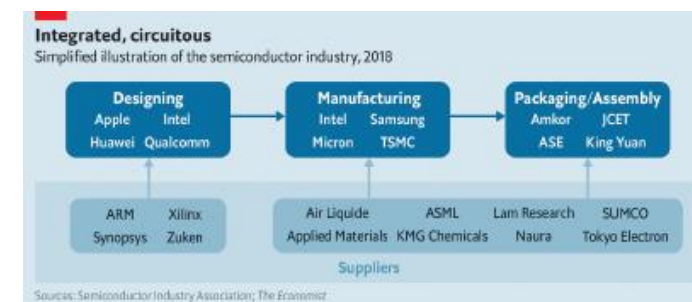 Integrated, circuitous
Simplified illustration of the semiconductor industry, 2018
Designing
Apple Intel
Huawei Qualcomm
Manufacturing
Intel Samsung
Micron TSMC
Packaging/Assembly
Amkor JCET
ASE King Yuan
ARM Xilinx
Synopsys Zuken
Air Liquide ASML Lam Research SUMCO
Applied Materials KMG Chemicals Naura Tokyo Electron
Suppliers
Sources: Semiconductor Industry Association; The Economist